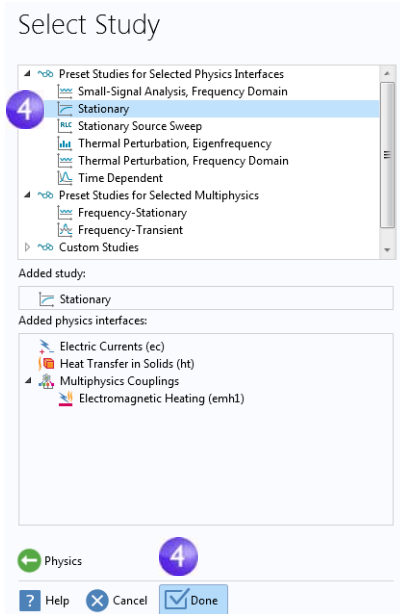 Select Study
Preset Studies for Selected Physics Interfaces
Small-Signal Analysis, Frequency Domain
4
Stationary
RLC
Stationary Source Sweep
Thermal Perturbation, Eigenfrequency
Thermal Perturbation, Frequency Domain
Time Dependent
Preset Studies for Selected Multiphysics
Frequency-Stationary
Frequency-Transient
Custom Studies
Added study:
Stationary
Added physics interfaces:
Electric Currents (ec)
Heat Transfer in Solids (ht)
Multiphysics Couplings
Electromagnetic Heating (emh1)
Physics
4
? Help
Cancel
Done